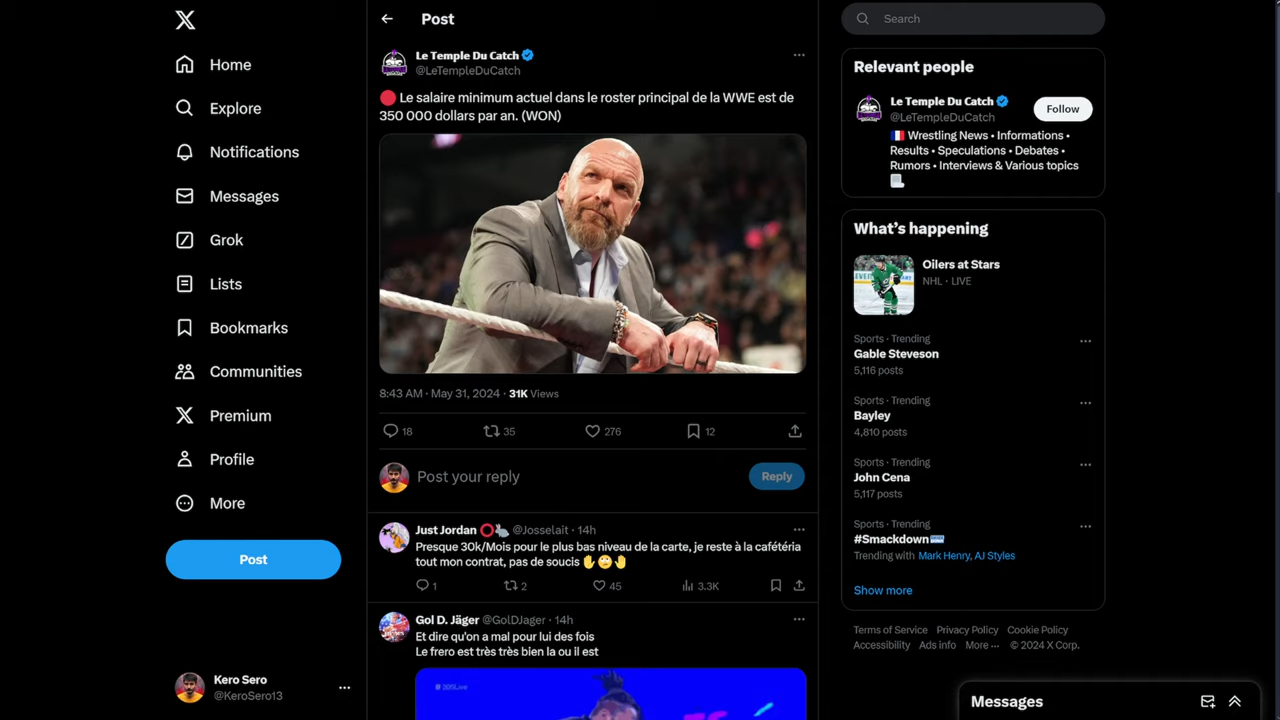 Home
Explore
Notifications
Messages
Grok
Lists
Bookmarks
Communities
Premium
Profile
More
Post
Kero Sero
@KeroSero13
Post
Le Temple Du Catch
@LeTempleDuCatch
Le salaire minimum actuel dans le roster principal de la WWE est de
350 000 dollars par an. (WON)
8:43 AM · May 31, 2024 · 31K Views
18
35
276
12
Post your reply
Reply
Just Jordan @Josselait · 14h
Presque 30k/Mois pour le plus bas niveau de la carte, je reste à la cafétéria
tout mon contrat, pas de soucis
1
2
45
3.3K
Gol D. Jäger @GolDJager · 14h
Et dire qu'on a mal pour lui des fois
Le frero est très très bien la ou il est
205Live
Search
Relevant people
Le Temple Du Catch
@LeTempleDuCatch
Follow
Wrestling News • Informations •
Results • Speculations • Debates •
Rumors • Interviews & Various topics
What's happening
Oilers at Stars
NHL · LIVE
Sports · Trending
Gable Steveson
5,116 posts
Sports · Trending
Bayley
4,810 posts
Sports · Trending
John Cena
5,117 posts
Sports · Trending
#Smackdown
Trending with Mark Henry, AJ Styles
Show more
Terms of Service Privacy Policy Cookie Policy
Accessibility Ads info More ··· © 2024 X Corp.
Messages